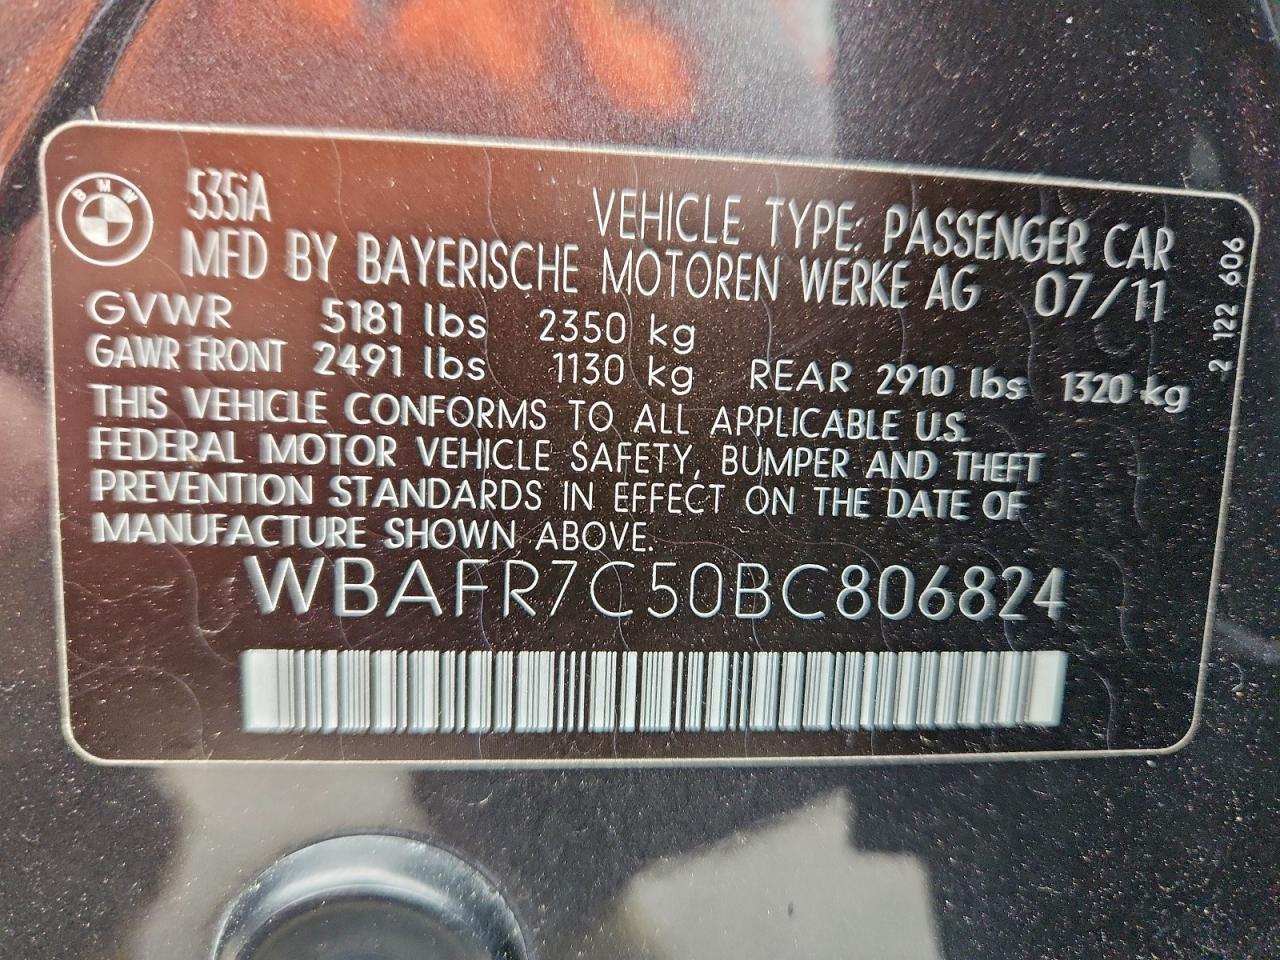 BMW
535iA
VEHICLE TYPE: PASSENGER CAR
MFD BY BAYERISCHE MOTOREN WERKE AG 07/11
GVWR 5181 lbs 2350 kg
GAWR FRONT 2491 lbs 1130 kg REAR 2910 lbs 1320 kg
THIS VEHICLE CONFORMS TO ALL APPLICABLE U.S.
FEDERAL MOTOR VEHICLE SAFETY, BUMPER AND THEFT
PREVENTION STANDARDS IN EFFECT ON THE DATE OF
MANUFACTURE SHOWN ABOVE.
WBAFR7C50BC806824
2 122 606